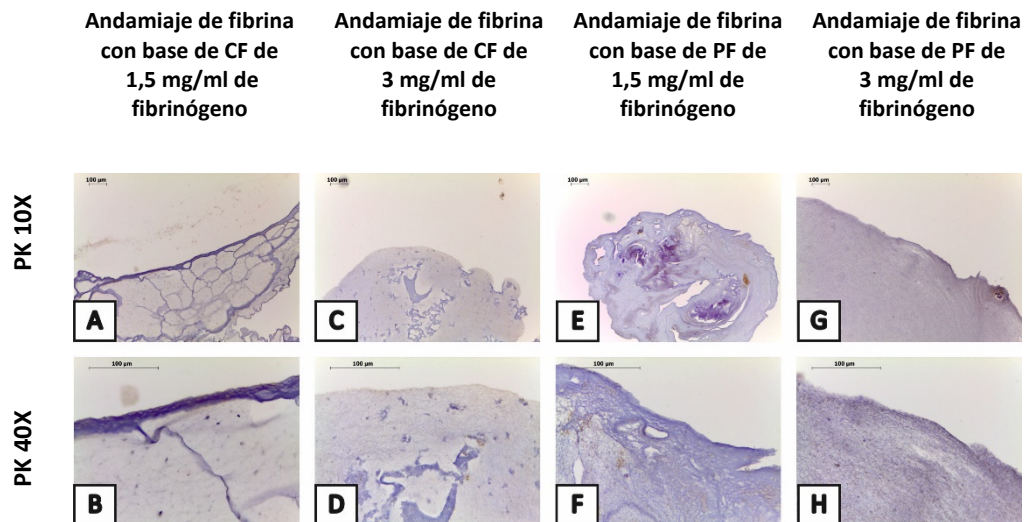 Andamiaje de fibrina
con base de CF de
1,5 mg/ml de
fibrinógeno
Andamiaje de fibrina
con base de CF de
3 mg/ml de
fibrinógeno
Andamiaje de fibrina
con base de PF de
1,5 mg/ml de
fibrinógeno
Andamiaje de fibrina
con base de PF de
3 mg/ml de
fibrinógeno
PK 10X
100 µm
A
100 µm
C
100 µm
E
100 µm
G
PK 40X
100 µm
B
100 µm
D
100 µm
F
100 µm
H